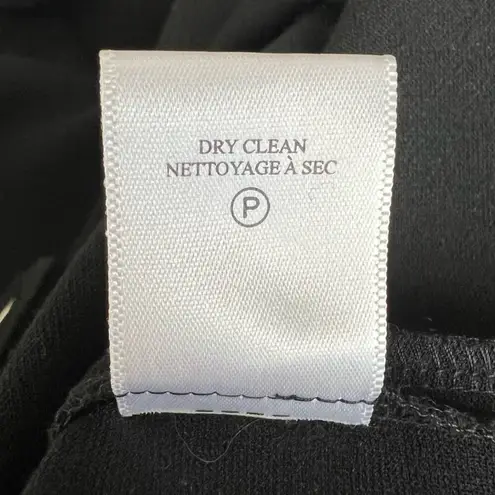 DRY CLEAN
NETTOYAGE À SEC
P